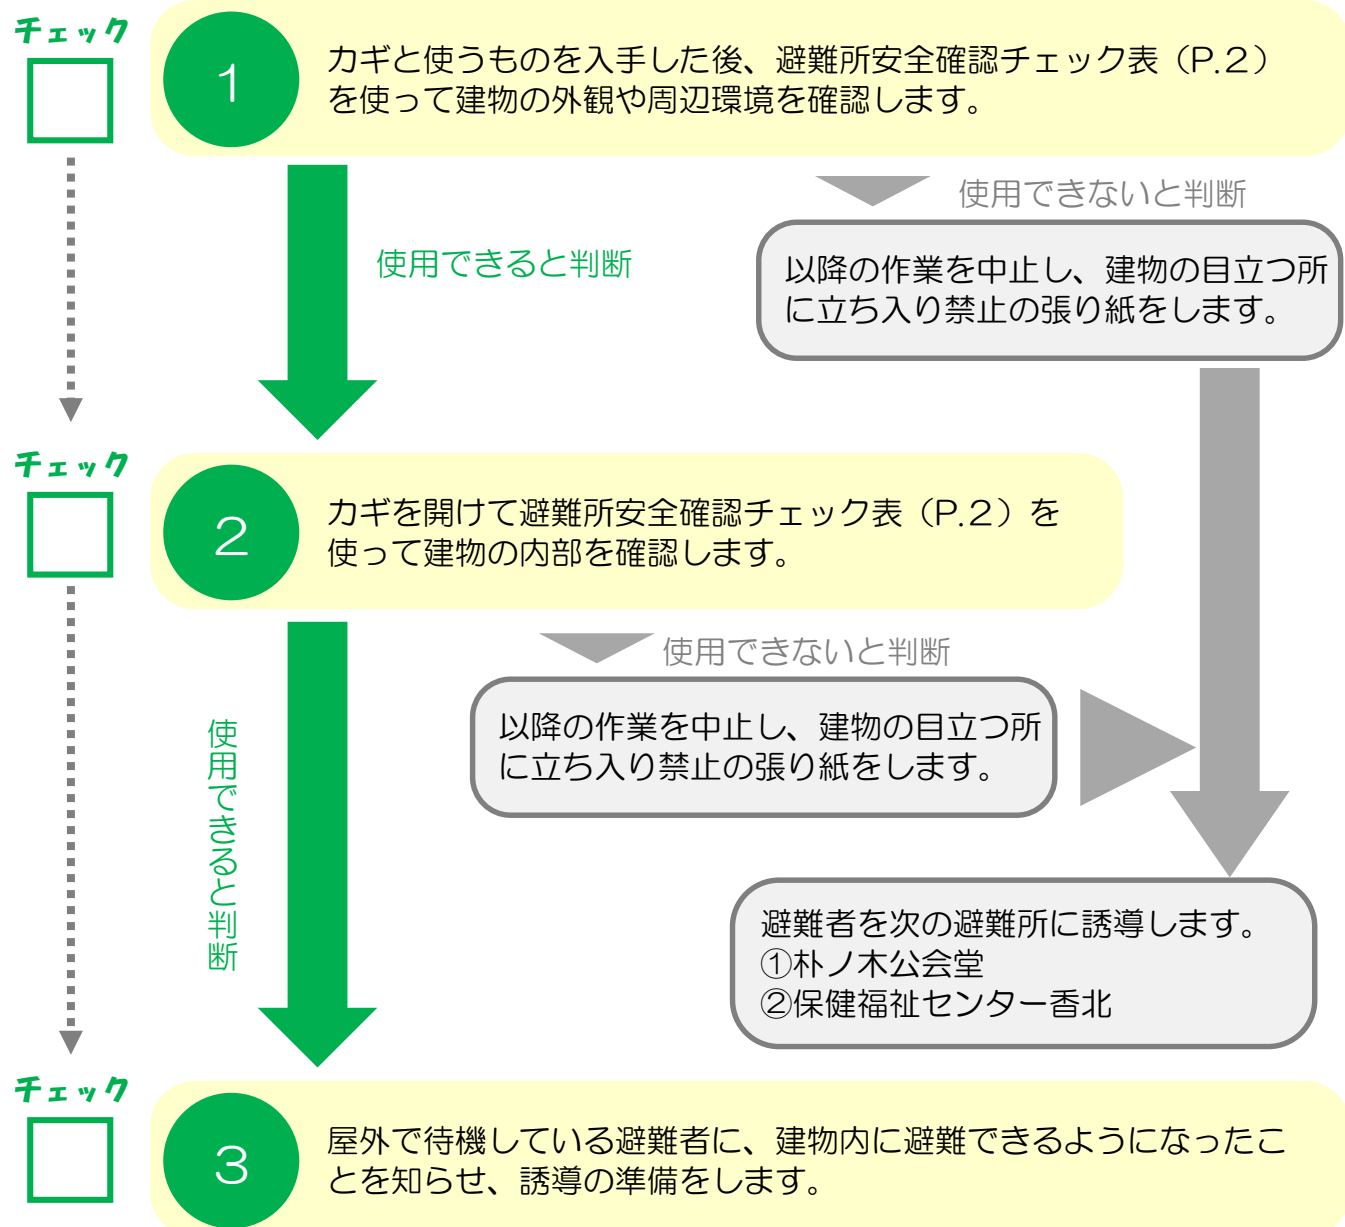 チェック
1
カギと使うものを入手した後、避難所安全確認チェック表（P.2）
を使って建物の外観や周辺環境を確認します。
使用できないと判断
使用できると判断
以降の作業を中止し、建物の目立つ所
に立ち入り禁止の張り紙をします。
チェック
2
カギを開けて避難所安全確認チェック表（P.2）を
使って建物の内部を確認します。
使用できないと判断
以降の作業を中止し、建物の目立つ所
に立ち入り禁止の張り紙をします。
使用できると判断
避難者を次の避難所に誘導します。
①朴ノ木公会堂
②保健福祉センター香北
チェック
3
屋外で待機している避難者に、建物内に避難できるようになったこ
とを知らせ、誘導の準備をします。